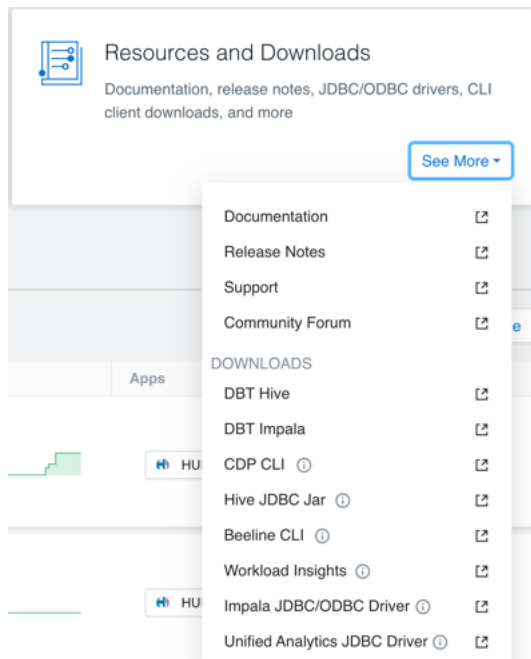 Resources and Downloads
Documentation, release notes, JDBC/ODBC drivers, CLI
client downloads, and more
See More
Documentation
Release Notes
Support
Community Forum
e
DOWNLOADS
Apps
DBT Hive
DBT Impala
CDP CLI
HU
Hive JDBC Jar
Beeline CLI
Workload Insights
HU
Impala JDBC/ODBC Driver
Unified Analytics JDBC Driver